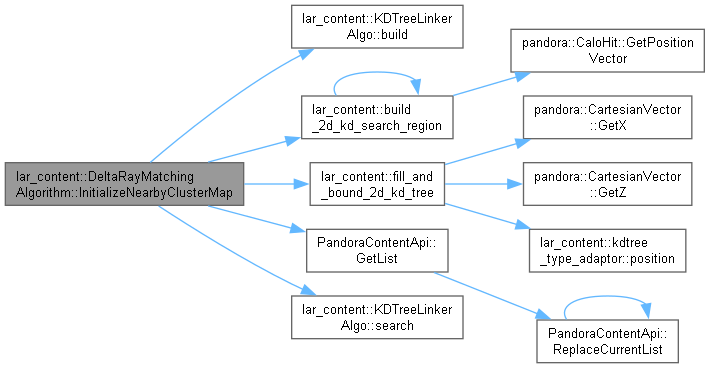 lar_content::DeltaRayMatching
Algorithm::InitializeNearbyClusterMap
lar_content::KDTreeLinker
Algo::build
lar_content::build
_2d_kd_search_region
pandora::CaloHit::GetPosition
Vector
lar_content::fill_and
_bound_2d_kd_tree
pandora::CartesianVector
::GetX
pandora::CartesianVector
::GetZ
lar_content::kdtree
_type_adaptor::position
PandoraContentApi::
GetList
PandoraContentApi::
ReplaceCurrentList
lar_content::KDTreeLinker
Algo::search